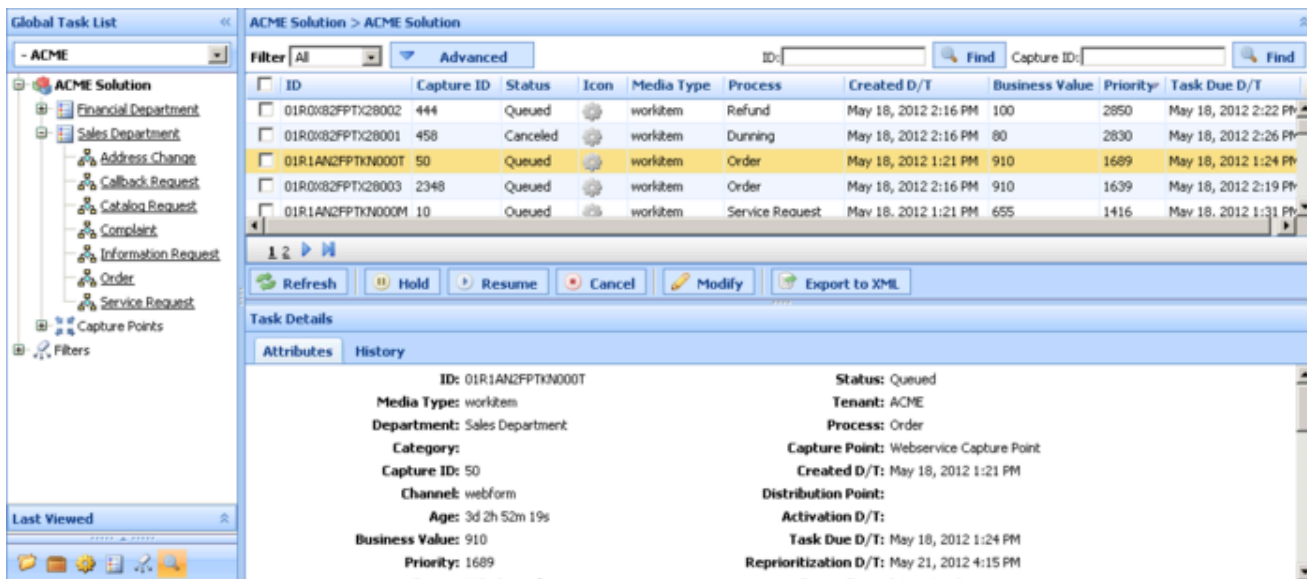 Global Task List
- ACME
ACME Solution
Financial Department
Sales Department
Address Change
Callback Request
Catalog Request
Complaint
Information Request
Order
Service Request
Capture Points
Filters
Last Viewed
ACME Solution > ACME Solution
Filter All Advanced ID: Find Capture ID: Find
ID Capture ID Status Icon Media Type Process Created D/T Business Value Priority Task Due D/T
01R0X82FPTX28002 444 Queued workitem Refund May 18, 2012 2:16 PM 100 2850 May 18, 2012 2:22 PM
01R0X82FPTX28001 458 Canceled workitem Dunning May 18, 2012 2:16 PM 80 2830 May 18, 2012 2:26 PM
01R1AN2FPTKN000T 50 Queued workitem Order May 18, 2012 1:21 PM 910 1689 May 18, 2012 1:24 PM
01R0X82FPTX28003 2348 Queued workitem Order May 18, 2012 2:16 PM 910 1639 May 18, 2012 2:19 PM
01R1AN2FPTKN000M 10 Queued workitem Service Request May 18, 2012 1:21 PM 655 1416 May 18, 2012 1:31 PM
1 2
Refresh Hold Resume Cancel Modify Export to XML
Task Details
Attributes History
ID: 01R1AN2FPTKN000T Status: Queued
Media Type: workitem Tenant: ACME
Department: Sales Department Process: Order
Category: Capture Point: Webservice Capture Point
Capture ID: 50 Created D/T: May 18, 2012 1:21 PM
Channel: webform Distribution Point:
Age: 3d 2h 52m 19s Activation D/T:
Business Value: 910 Task Due D/T: May 18, 2012 1:24 PM
Priority: 1689 Reprioritization D/T: May 21, 2012 4:15 PM